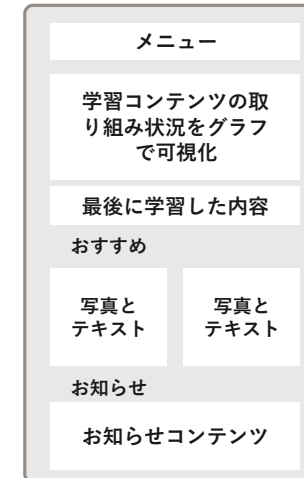 メニュー
学習コンテンツの取
り組み状況をグラフ
で可視化
最後に学習した内容
おすすめ
写真と
テキスト
写真と
テキスト
お知らせ
お知らせコンテンツ